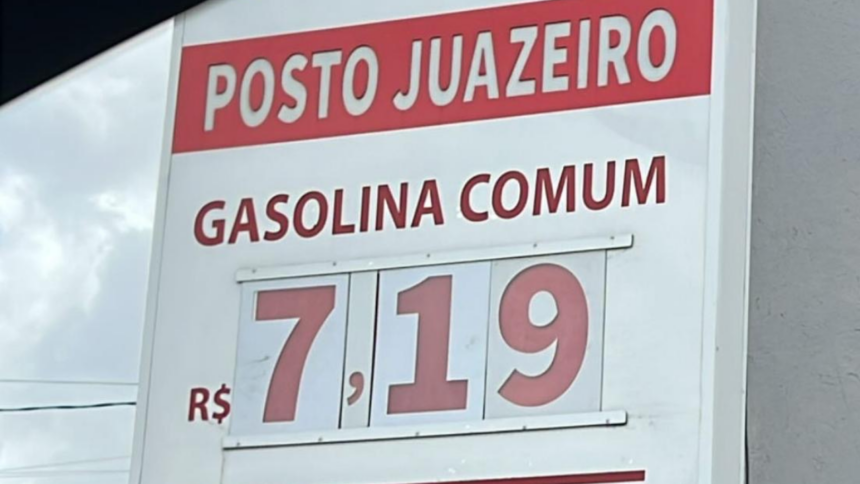 POSTO JUAZEIRO
GASOLINA COMUM
R$ 7,19